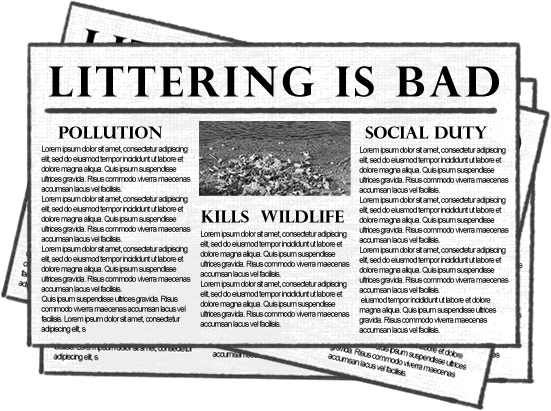 LITTERING IS BAD
POLLUTION
Lorem ipsum dolor sit amet, consectetur adipiscing
elit, sed do eiusmod tempor incididunt ut labore et
dolore magna aliqua. Quis ipsum suspendisse
ultrices gravida. Risus commodo viverra maecenas
accumsan lacus vel facilisis.
Lorem ipsum dolor sit amet, consectetur adipiscing
elit, sed do eiusmod tempor incididunt ut labore et
dolore magna aliqua. Quis ipsum suspendisse
ultrices gravida. Risus commodo viverra maecenas
accumsan lacus vel facilisis.
Lorem ipsum dolor sit amet, consectetur adipiscing
elit, sed do eiusmod tempor incididunt ut labore et
dolore magna aliqua. Quis ipsum suspendisse
ultrices gravida. Risus commodo viverra maecenas
accumsan lacus vel facilisis.
Quis ipsum suspendisse ultrices gravida. Risus
commodo viverra maecenas accumsan lacus vel
facilisis. Lorem ipsum dolor sit amet, consectetur
adipiscing elit, s
KILLS WILDLIFE
Lorem ipsum dolor sit amet, consectetur adipiscing
elit, sed do eiusmod tempor incididunt ut labore et
dolore magna aliqua. Quis ipsum suspendisse
ultrices gravida. Risus commodo viverra maecenas
accumsan lacus vel facilisis.
Lorem ipsum dolor sit amet, consectetur adipiscing
elit, sed do eiusmod tempor incididunt ut labore et
dolore magna aliqua. Quis ipsum suspendisse
ultrices gravida. Risus commodo viverra maecenas
accumsan lacus vel facilisis.
SOCIAL DUTY
Lorem ipsum dolor sit amet, consectetur adipiscing
elit, sed do eiusmod tempor incididunt ut labore et
dolore magna aliqua. Quis ipsum suspendisse
ultrices gravida. Risus commodo viverra maecenas
accumsan lacus vel facilisis.
Lorem ipsum dolor sit amet, consectetur adipiscing
elit, sed do eiusmod tempor incididunt ut labore et
dolore magna aliqua. Quis ipsum suspendisse
ultrices gravida. Risus commodo viverra maecenas
accumsan lacus vel facilisis.
Lorem ipsum dolor sit amet, consectetur adipiscing
elit, sed do eiusmod tempor incididunt ut labore et
dolore magna aliqua. Quis ipsum suspendisse
ultrices gravida. Risus commodo viverra maecenas
accumsan lacus vel facilisis.
eiusmod tempor incididunt ut labore et dolore
magna aliqua. Quis ipsum suspendisse
ultrices gravida. Risus commodo viverra maecenas
accumsan lacus vel facilisis.
adipiscing elit, s